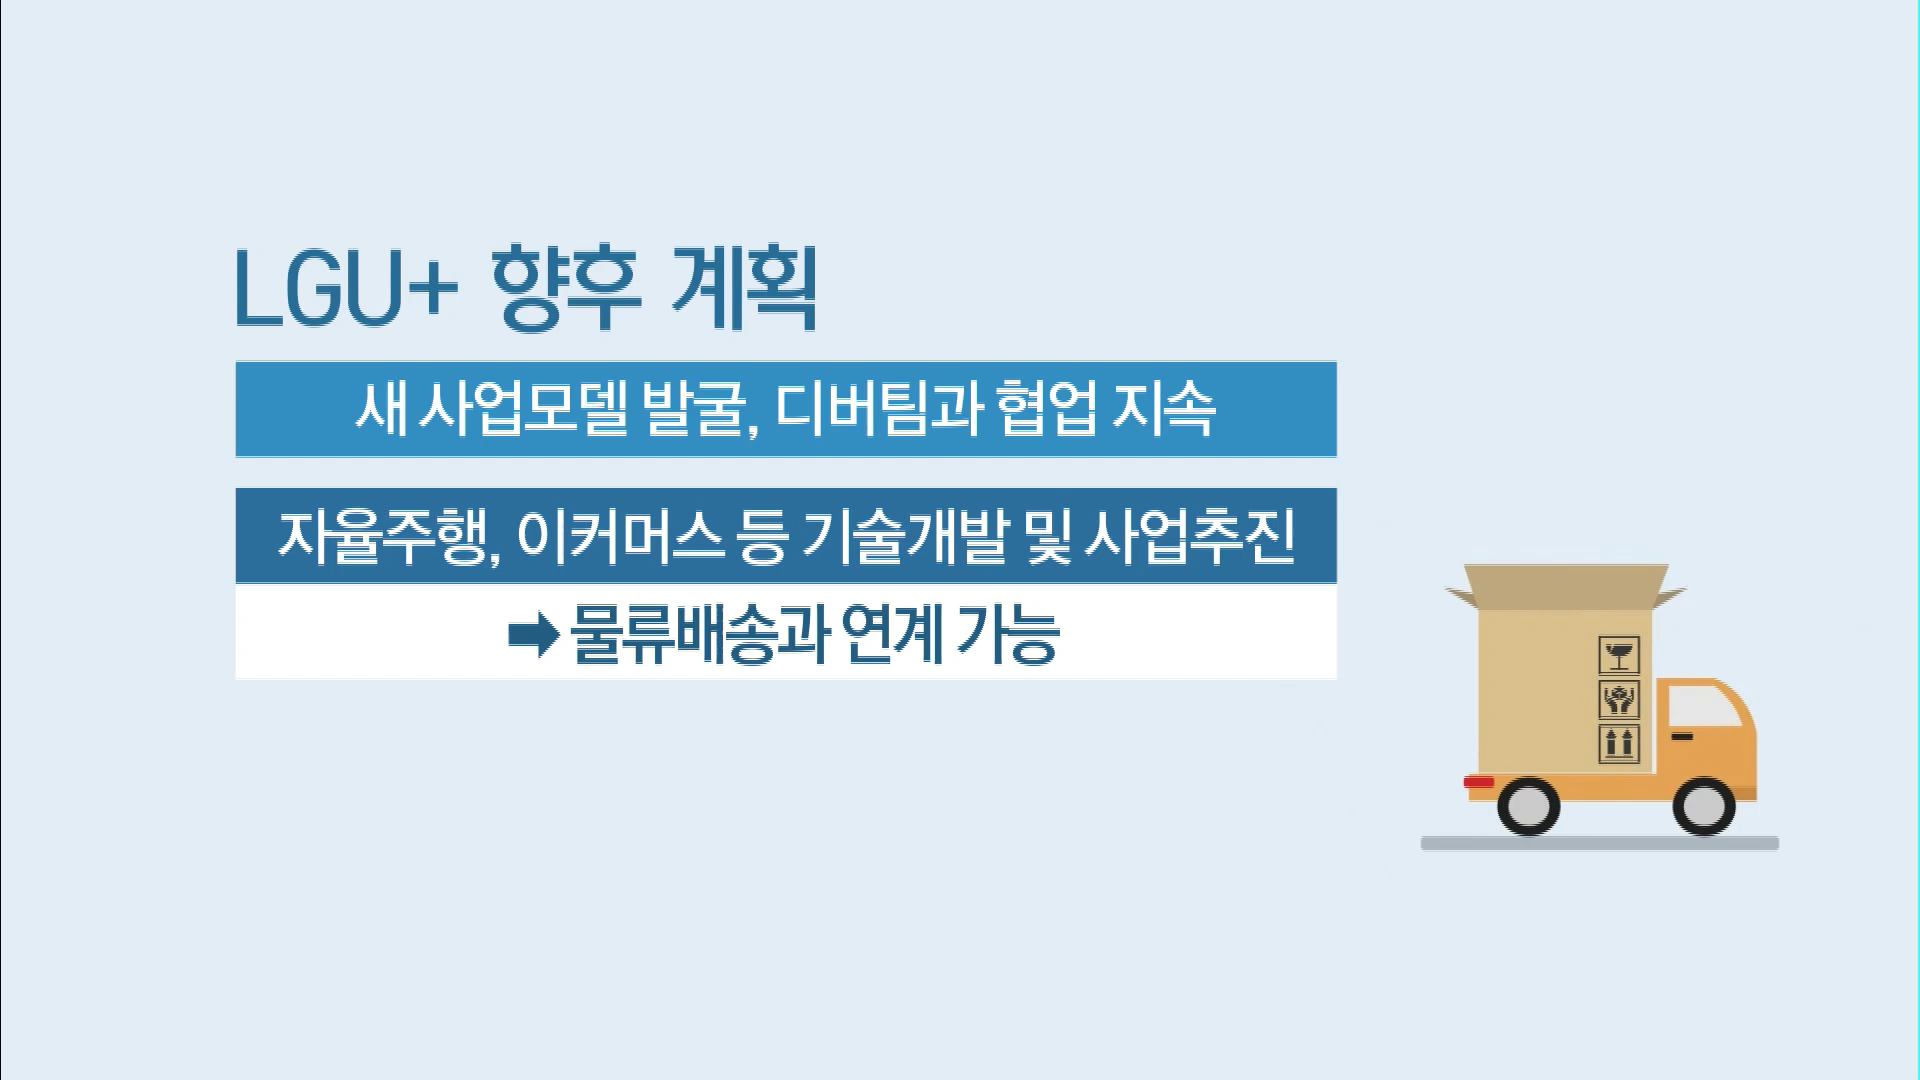 LGU+ 향후 계획
새 사업모델 발굴, 디버팀과 협업 지속
자율주행, 이커머스 등 기술개발 및 사업추진
➡ 물류배송과 연계 가능